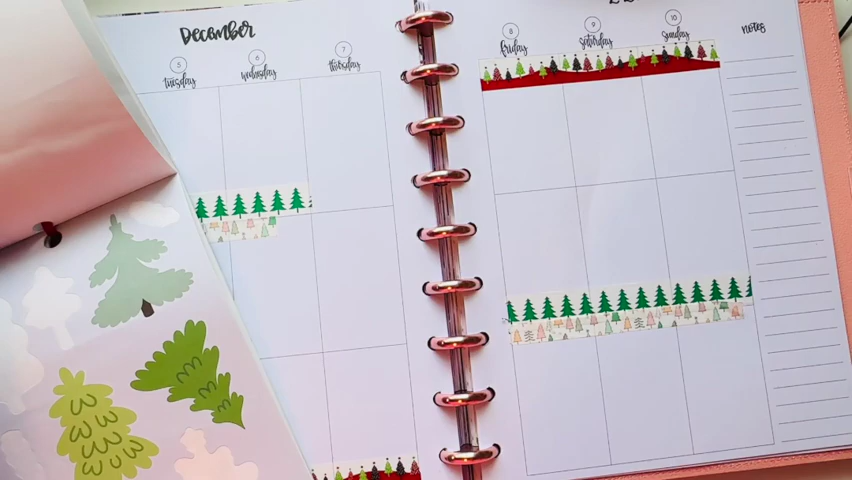 December
5 6 7
tuesday wednesday thursday
8 9 10
friday saturday sunday
notes